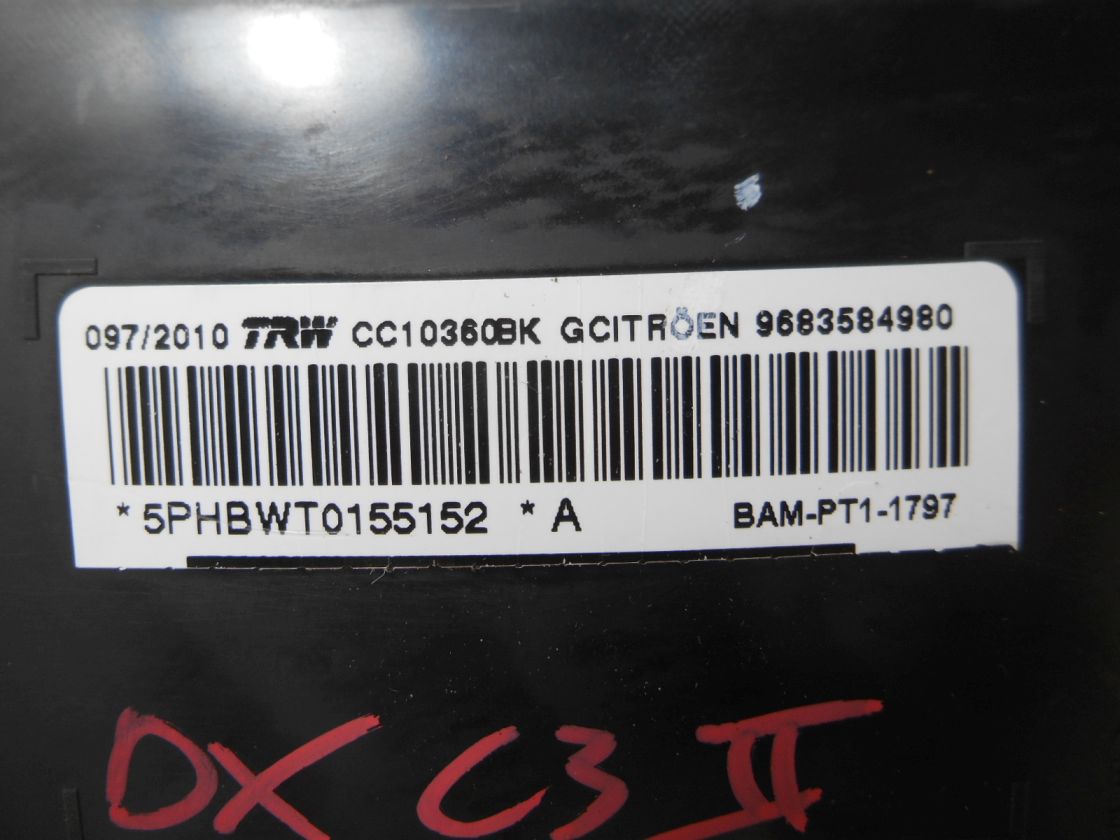 097/2010 TRW CC10360BK GCITRÖEN 9683584980
*5PHBWT0155152 *A BAM-PT1-1797
DX C3 II